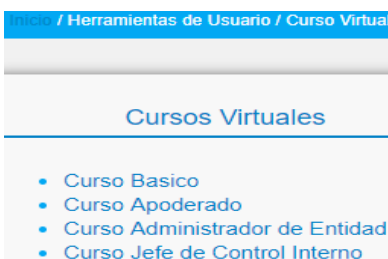 Inicio / Herramientas de Usuario / Curso Virtual
Cursos Virtuales
Curso Basico
Curso Apoderado
Curso Administrador de Entidad
Curso Jefe de Control Interno